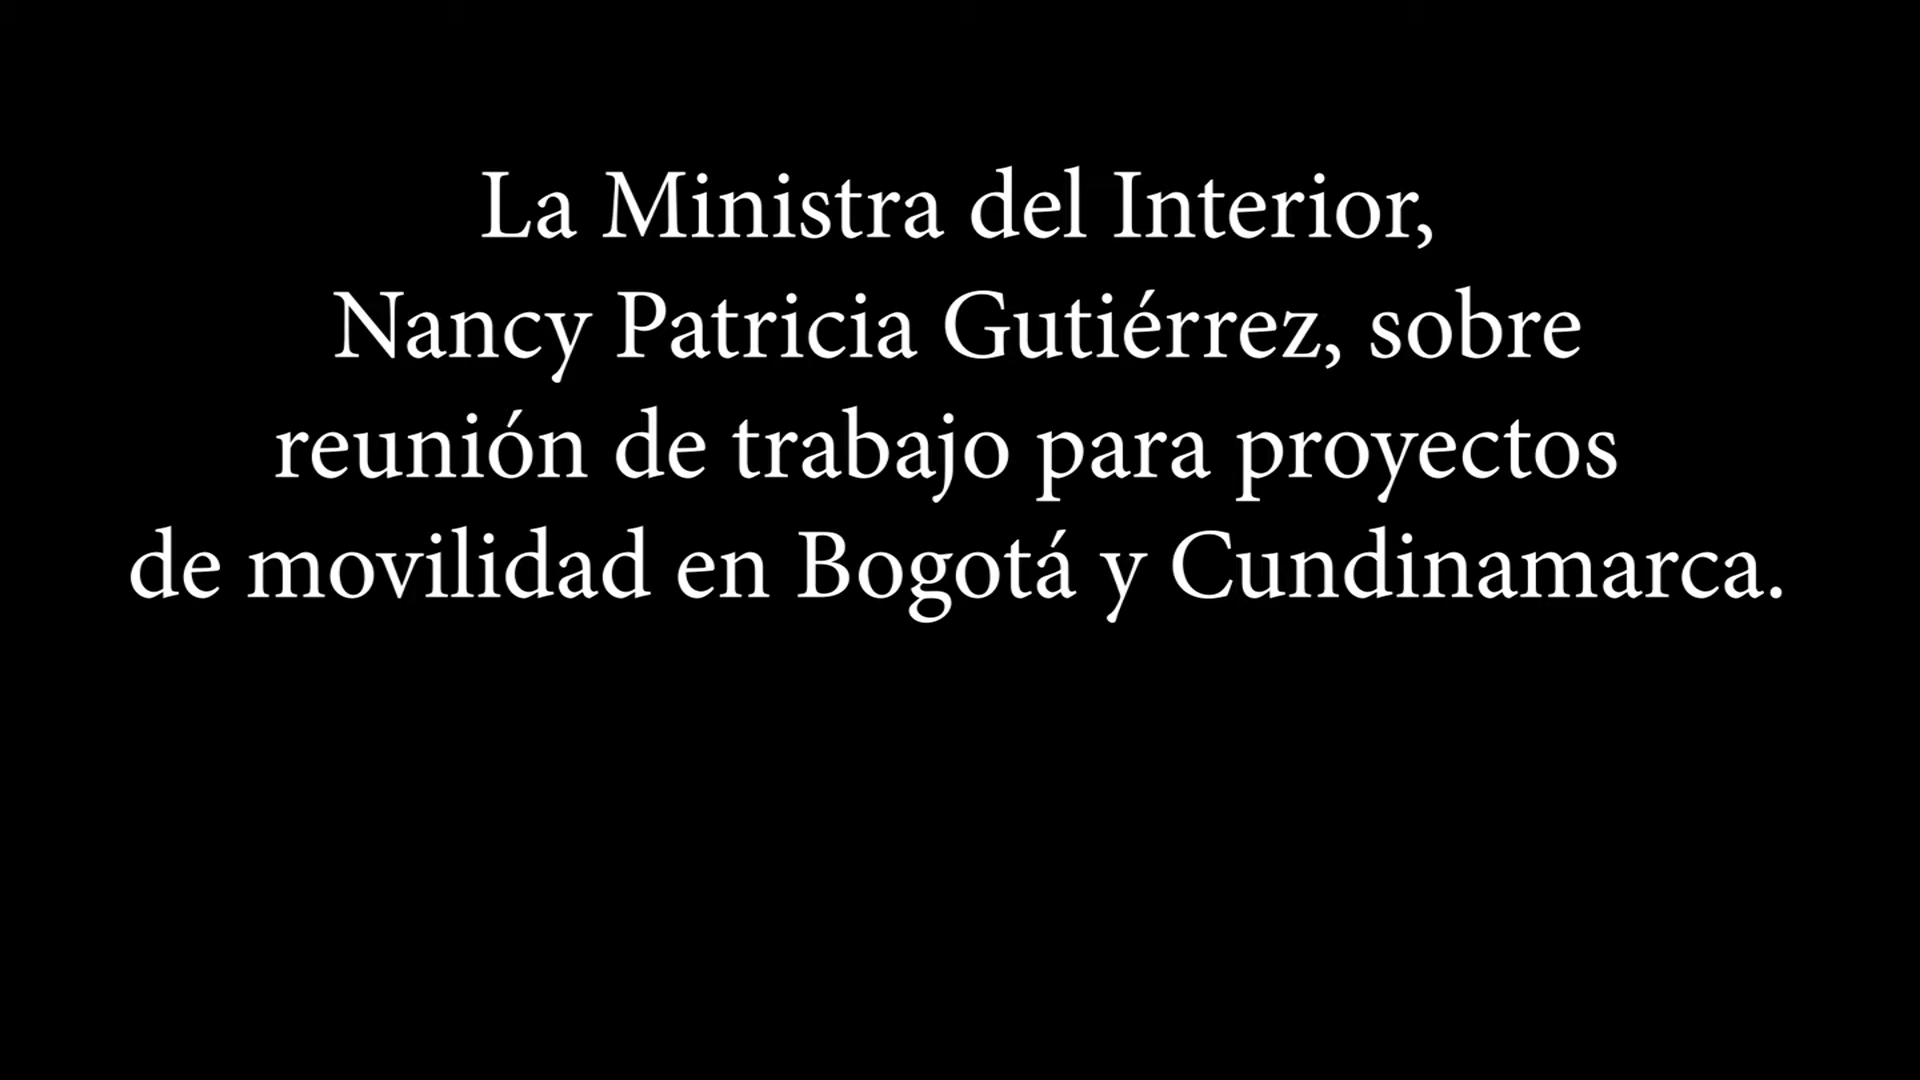 La Ministra del Interior,
Nancy Patricia Gutiérrez, sobre
reunión de trabajo para proyectos
de movilidad en Bogotá y Cundinamarca.